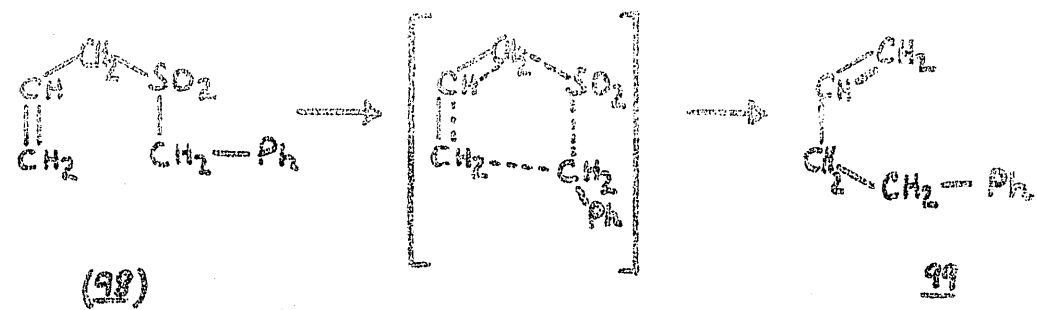 CH₂ CH SO₂ CH₂ CH₂—Ph
CH₂ CH SO₂ CH₂ CH₂ Ph
CH₂ CH CH₂ CH₂ — Ph
(98)
99